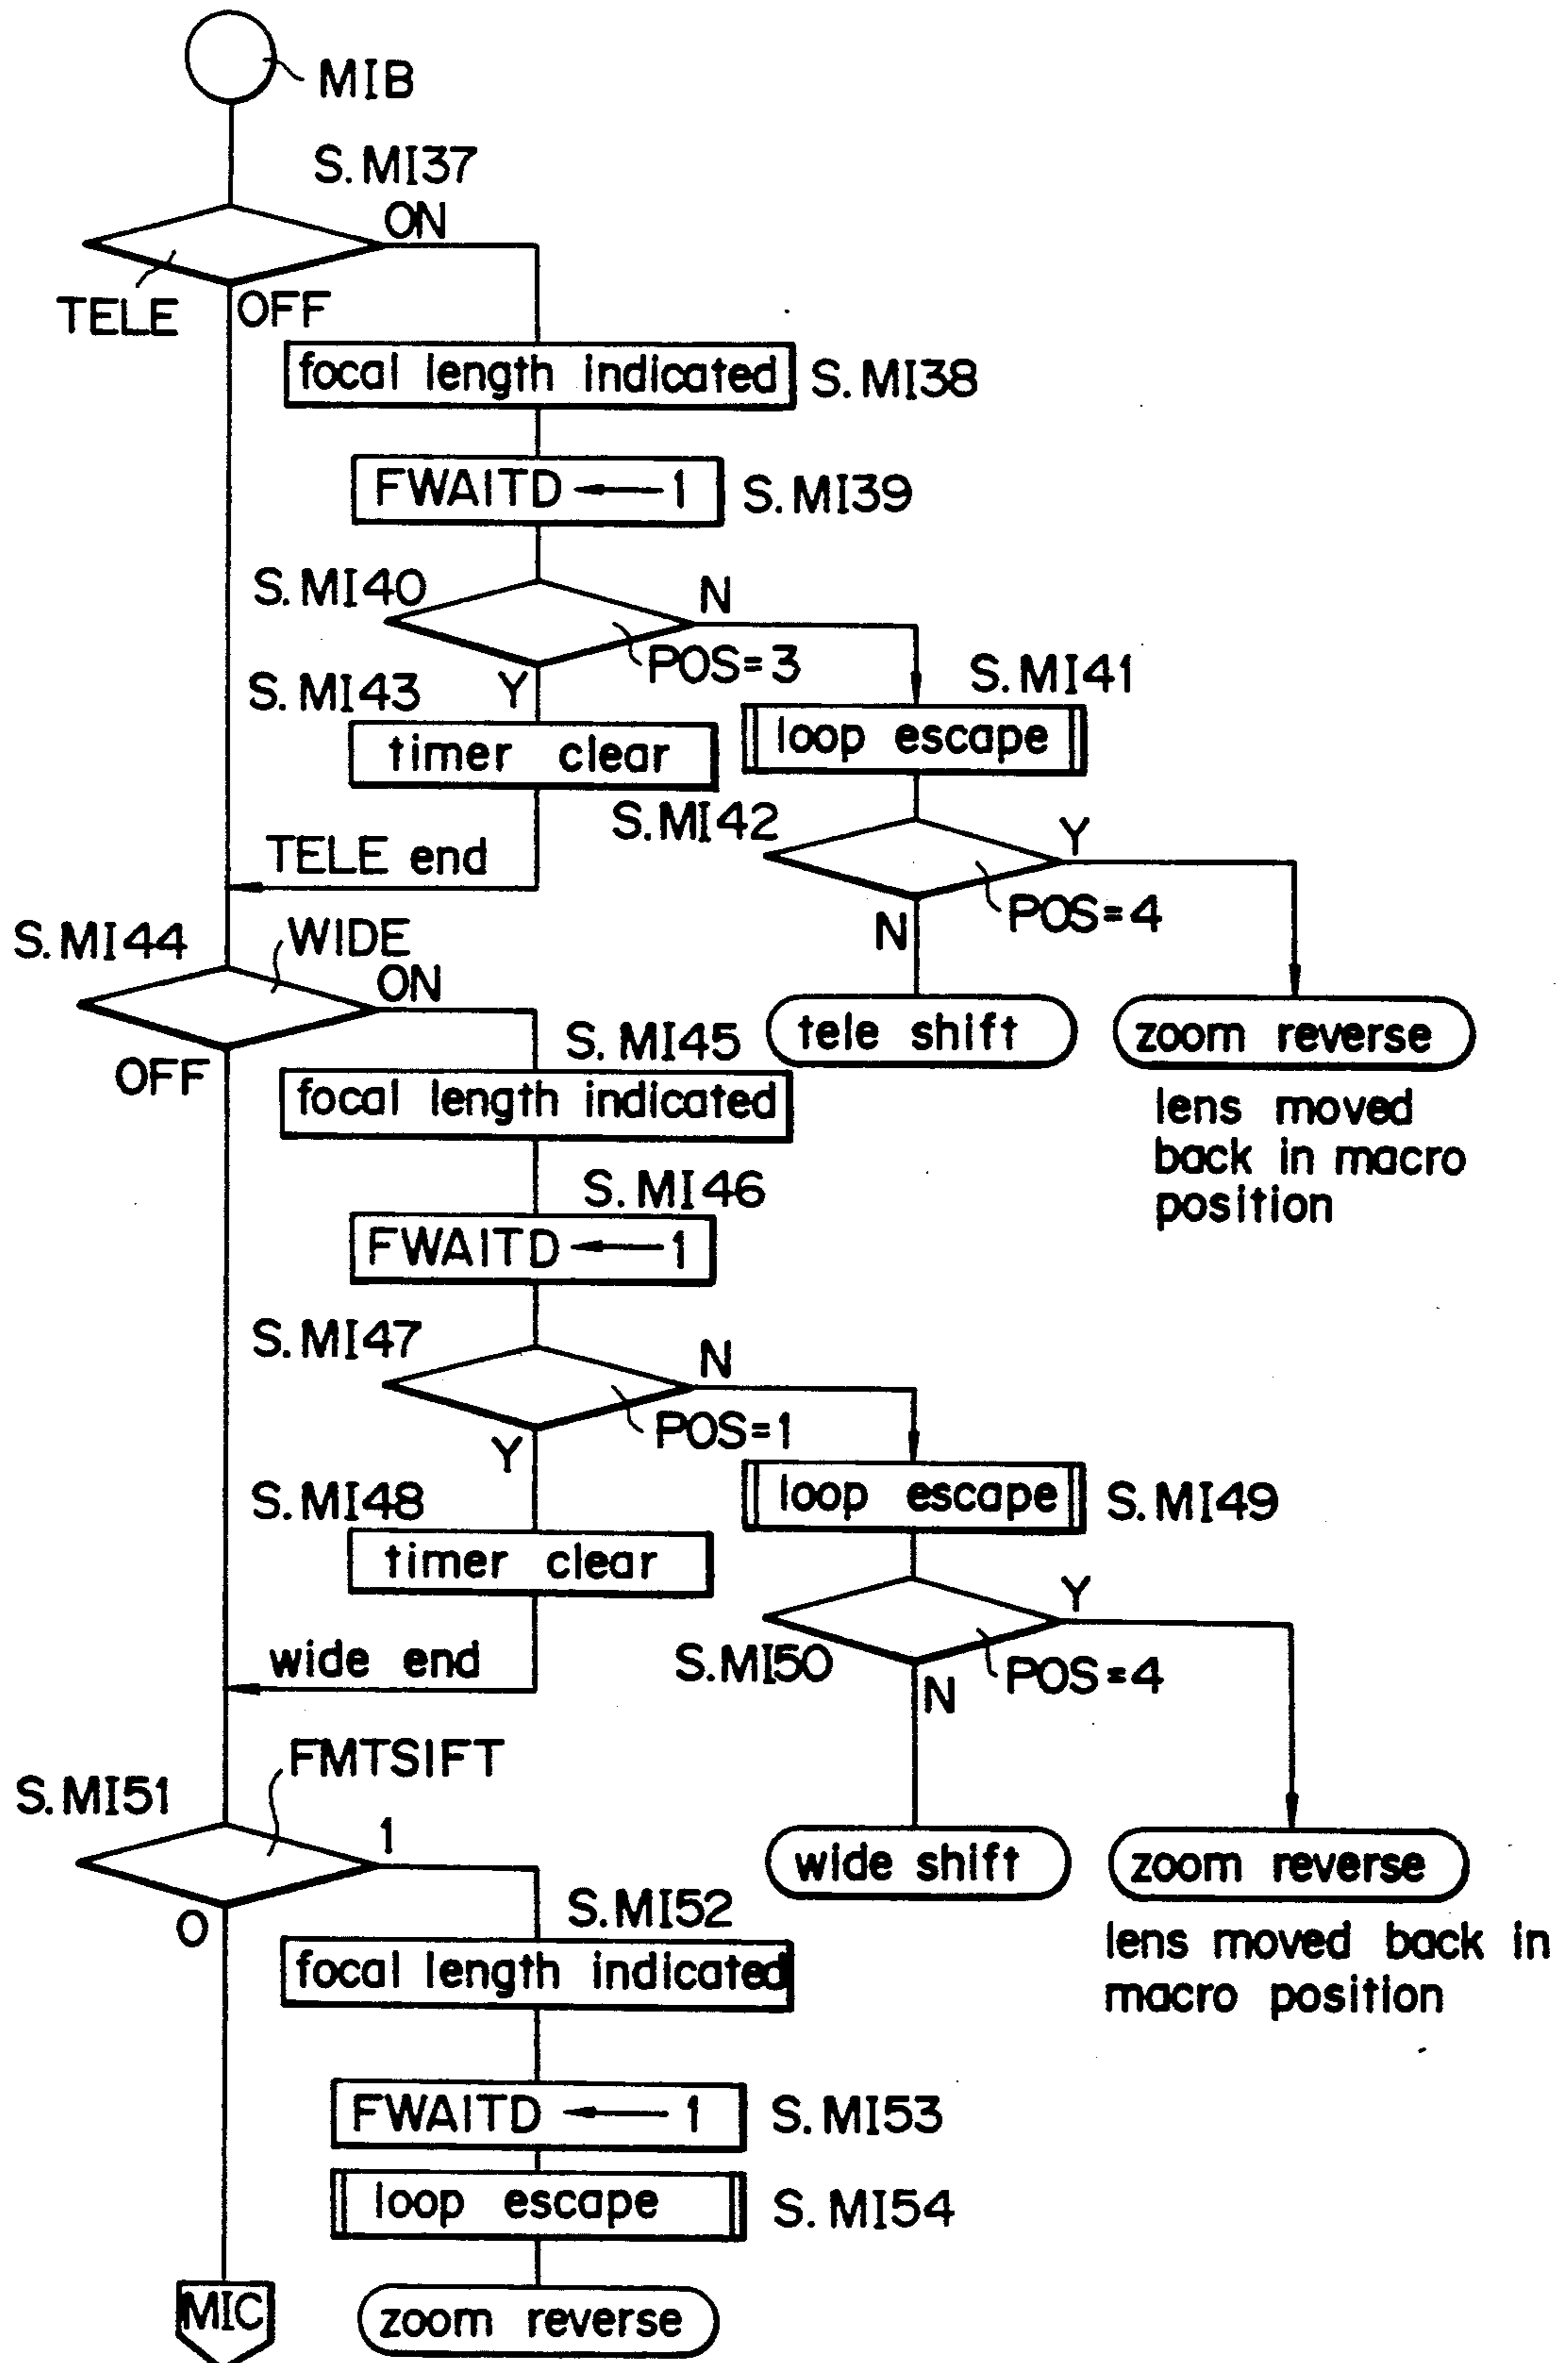 MIB
S.MI37
ON
TELE
OFF
focal length indicated
S.MI38
FWAITD ← 1
S.MI39
S.MI40
N
POS=3
S.MI43
Y
S.MI41
timer clear
loop escape
S.MI42
Y
TELE end
POS=4
N
S.MI44
WIDE
ON
tele shift
zoom reverse
OFF
S.MI45
focal length indicated
lens moved
back in macro
position
S.MI46
FWAITD ← 1
S.MI47
N
POS=1
Y
S.MI48
loop escape
S.MI49
timer clear
Y
wide end
S.MI50
POS=4
N
FMTSIFT
S.MI51
1
wide shift
zoom reverse
0
S.MI52
focal length indicated
lens moved back in
macro position
FWAITD ← 1
S.MI53
loop escape
S.MI54
MIC
zoom reverse